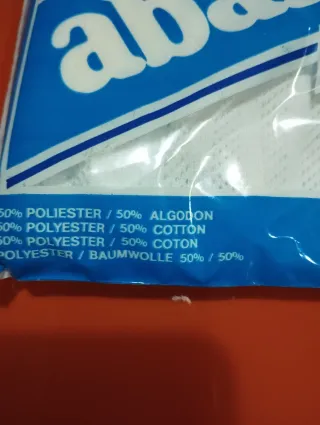 aba
50% POLIESTER / 50% ALGODON
50% POLYESTER / 50% COTTON
50% POLYESTER / 50% COTON
POLYESTER / BAUMWOLLE 50% / 50%